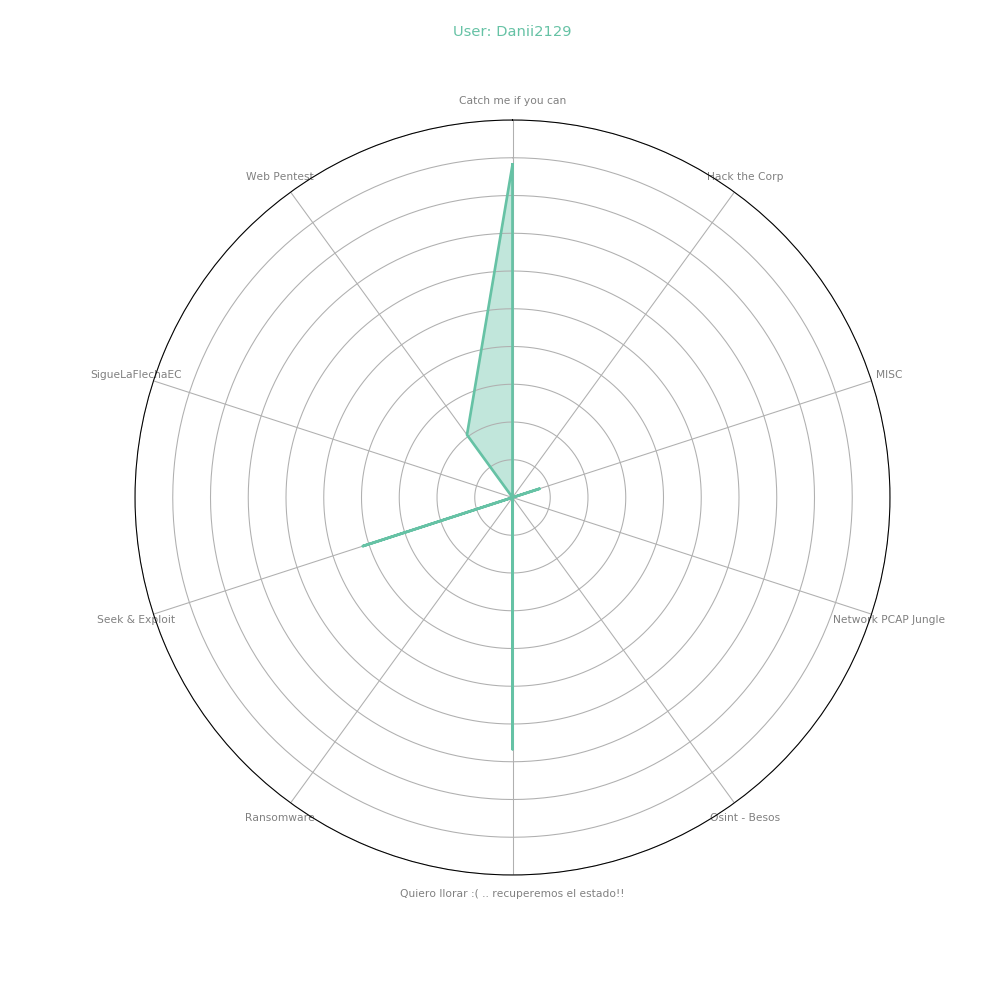 User: Danii2129
Catch me if you can
Web Pentest
Hack the Corp
SigueLaFlechaEC
MISC
Seek & Exploit
Network PCAP Jungle
Ransomware
Osint - Besos
Quiero llorar :( .. recuperemos el estado!!